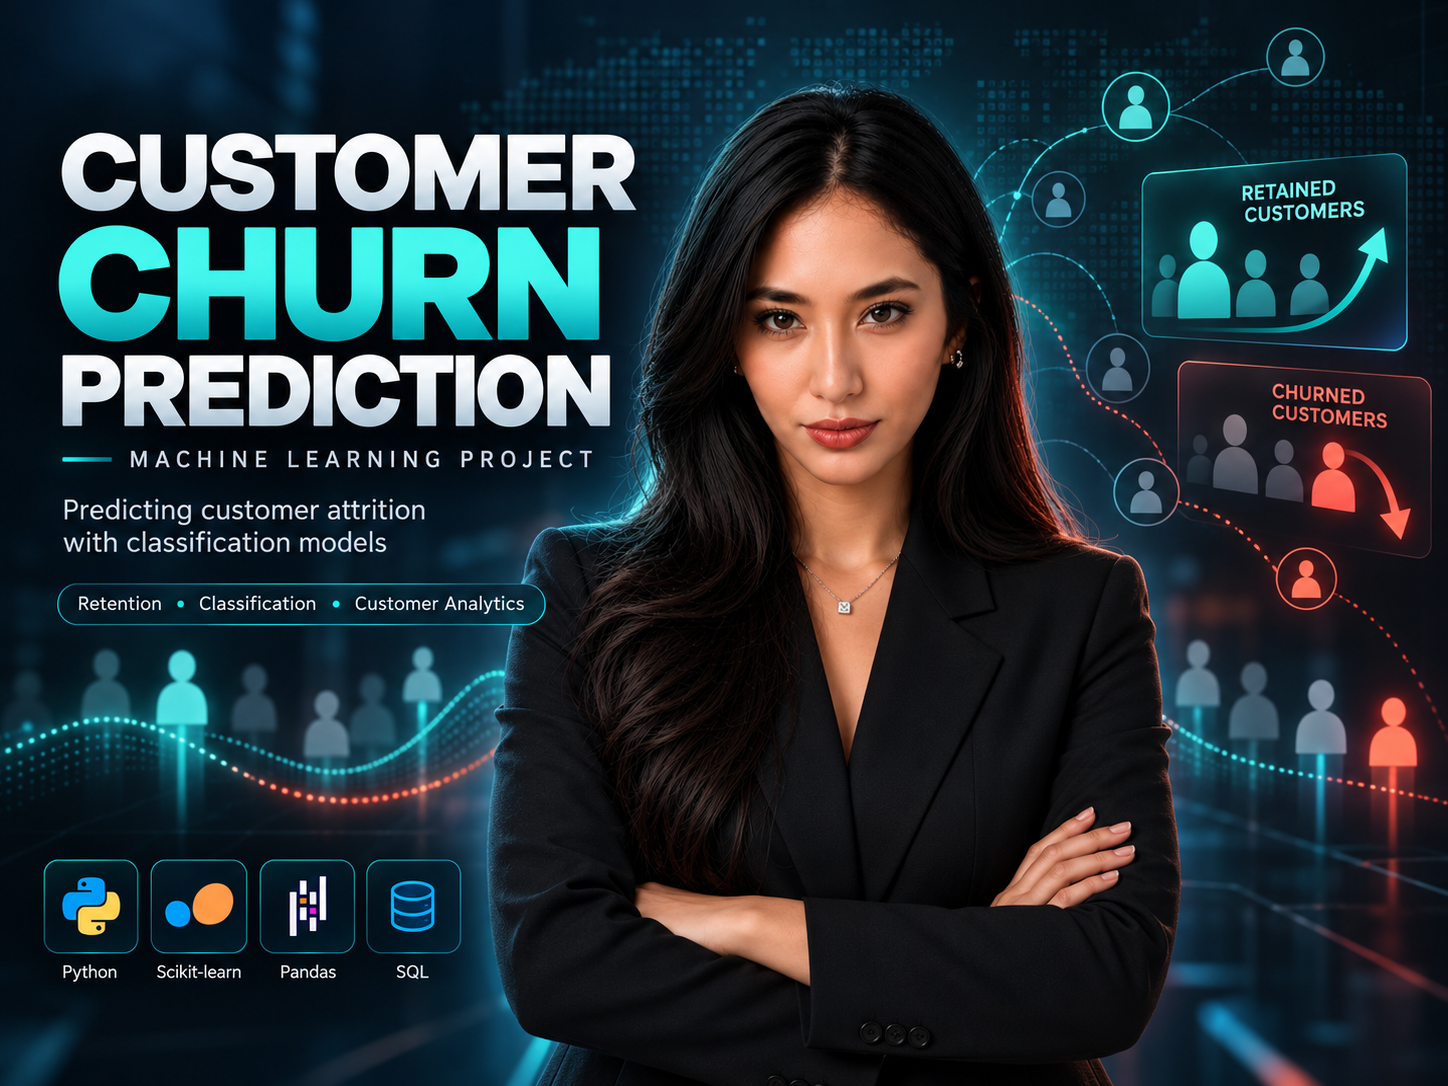 CUSTOMER
CHURN
PREDICTION
MACHINE LEARNING PROJECT
Predicting customer attrition
with classification models
Retention • Classification • Customer Analytics
RETAINED
CUSTOMERS
CHURNED
CUSTOMERS
Python
Scikit-learn
Pandas
SQL